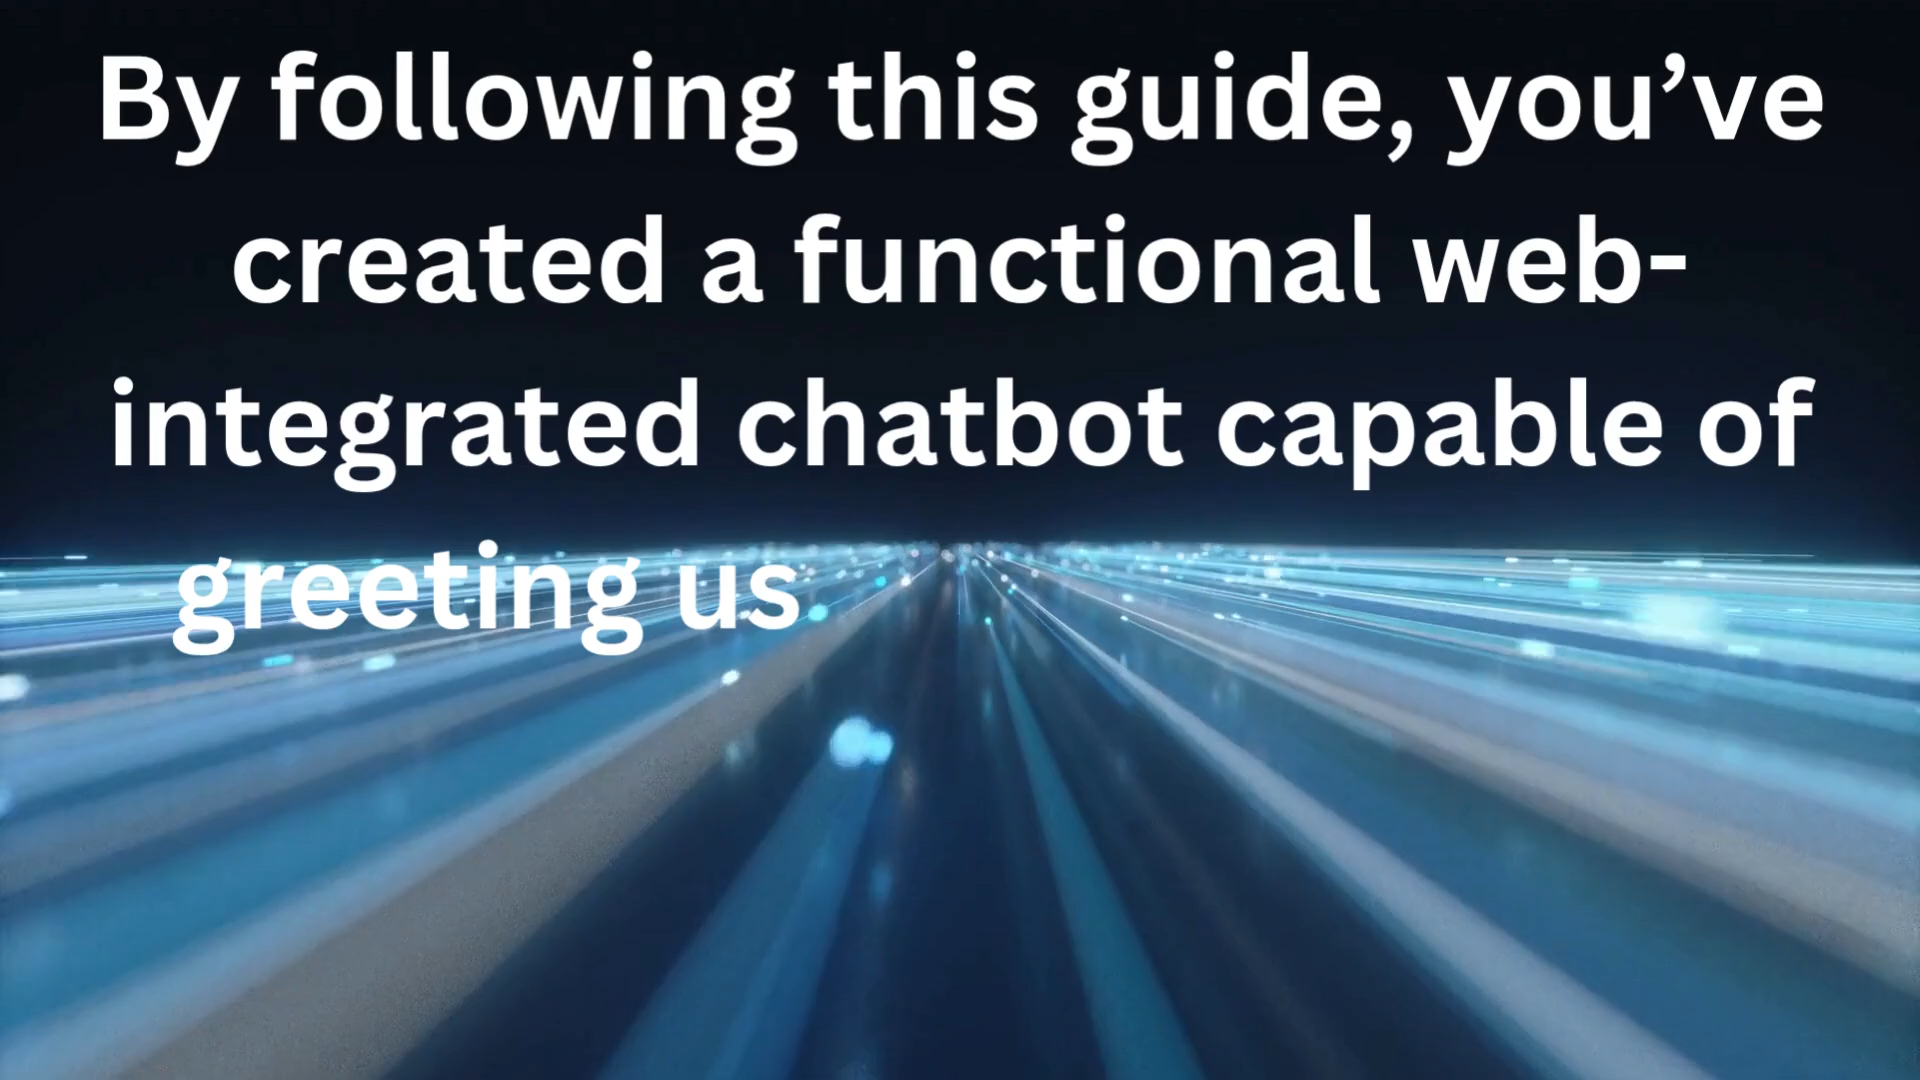 By following this guide, you’ve
created a functional web-
integrated chatbot capable of
greeting us